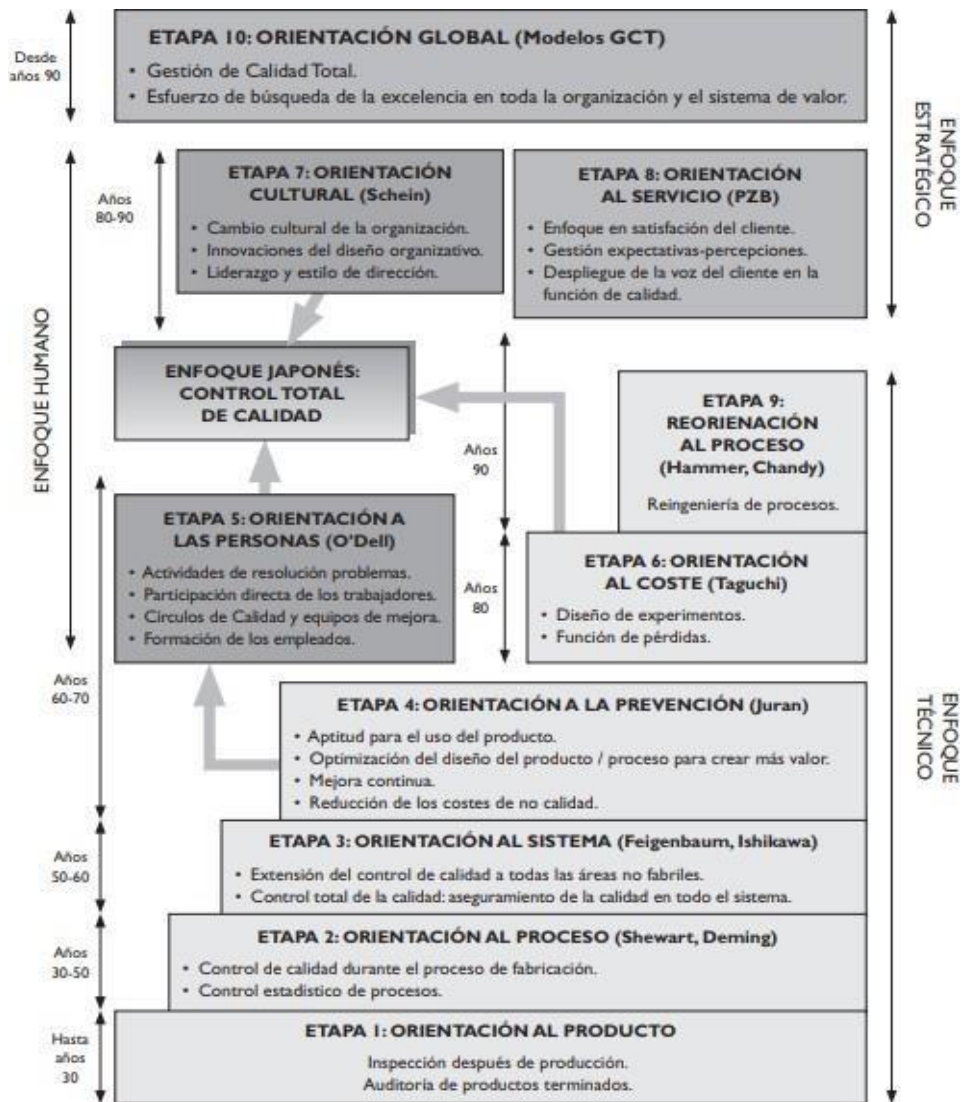 Desde
años 90
ETAPA 10: ORIENTACIÓN GLOBAL (Modelos GCT)
• Gestión de Calidad Total.
• Esfuerzo de búsqueda de la excelencia en toda la organización y el sistema de valor.
ENFOQUE
ESTRATÉGICO
ENFOQUE HUMANO
Años
80-90
ETAPA 7: ORIENTACIÓN
CULTURAL (Schein)
• Cambio cultural de la organización.
• Innovaciones del diseño organizativo.
• Liderazgo y estilo de dirección.
ETAPA 8: ORIENTACIÓN
AL SERVICIO (PZB)
• Enfoque en satisfacción del cliente.
• Gestión expectativas-percepciones.
• Despliegue de la voz del cliente en la
función de calidad.
ENFOQUE JAPONÉS:
CONTROL TOTAL
DE CALIDAD
Años
90
ETAPA 9:
REORIENACIÓN
AL PROCESO
(Hammer, Chandy)
Reingeniería de procesos.
ETAPA 5: ORIENTACIÓN A
LAS PERSONAS (O'Dell)
• Actividades de resolución problemas.
• Participación directa de los trabajadores.
• Círculos de Calidad y equipos de mejora.
• Formación de los empleados.
Años
80
ETAPA 6: ORIENTACIÓN
AL COSTE (Taguchi)
• Diseño de experimentos.
• Función de pérdidas.
Años
60-70
ENFOQUE
TÉCNICO
ETAPA 4: ORIENTACIÓN A LA PREVENCIÓN (Juran)
• Aptitud para el uso del producto.
• Optimización del diseño del producto / proceso para crear más valor.
• Mejora continua.
• Reducción de los costes de no calidad.
Años
50-60
ETAPA 3: ORIENTACIÓN AL SISTEMA (Feigenbaum, Ishikawa)
• Extensión del control de calidad a todas las áreas no fabriles.
• Control total de la calidad: aseguramiento de la calidad en todo el sistema.
Años
30-50
ETAPA 2: ORIENTACIÓN AL PROCESO (Shewart, Deming)
• Control de calidad durante el proceso de fabricación.
• Control estadístico de procesos.
Hasta
años
30
ETAPA 1: ORIENTACIÓN AL PRODUCTO
Inspección después de producción.
Auditoría de productos terminados.